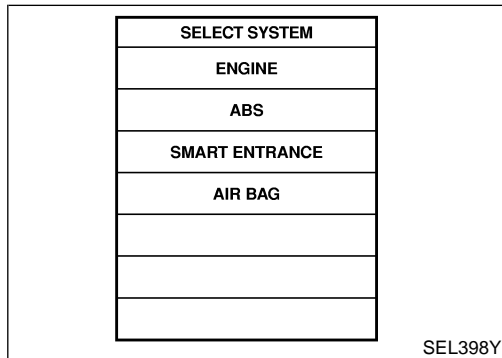 SELECT SYSTEM
ENGINE
ABS
SMART ENTRANCE
AIR BAG
SEL398Y